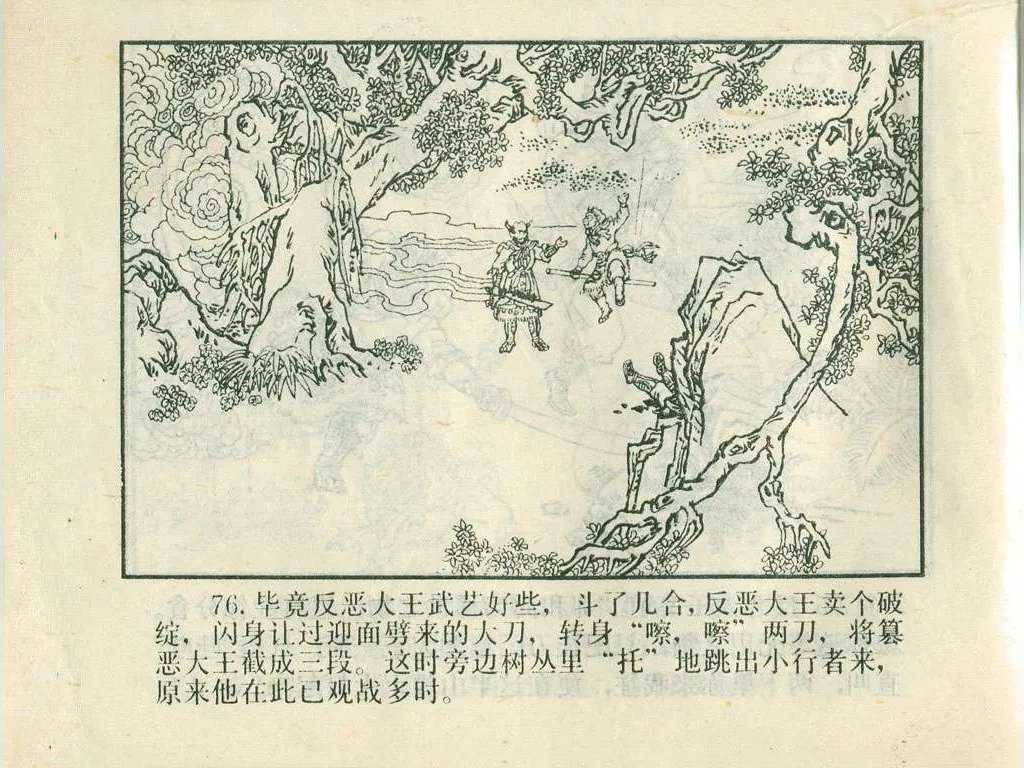 76. 毕竟反恶大王武艺好些，斗了几合，反恶大王卖个破
绽，闪身让过迎面劈来的大刀，转身“嚓，嚓”两刀，将篡
恶大王截成三段。这时旁边树丛里“托”地跳出小行者来，
原来他在此已观战多时。